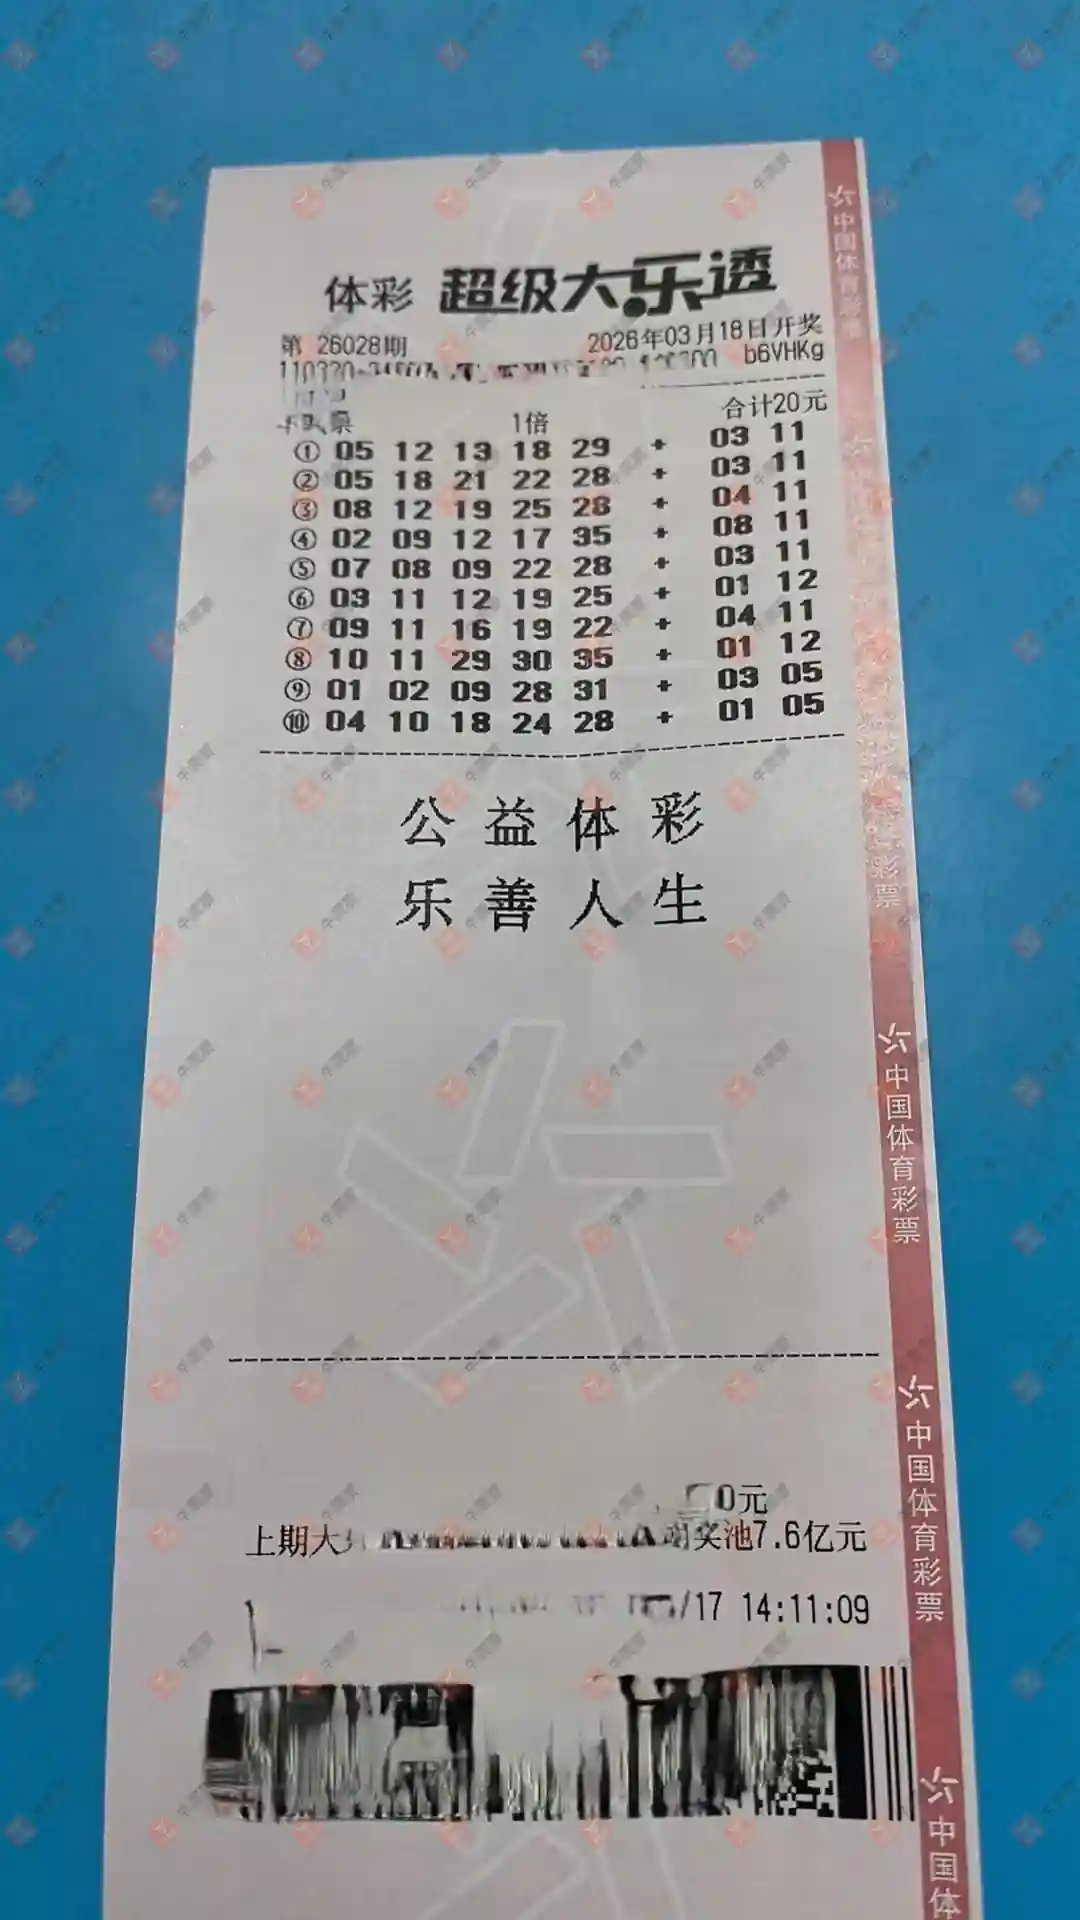 体彩 超级大乐透
第 26028期 2026年03月18日开奖
b6VHKg
票 1倍 合计20元
① 05 12 13 18 29 + 03 11
② 05 18 21 22 28 + 03 11
③ 08 12 19 25 28 + 04 11
④ 02 09 12 17 35 + 08 11
⑤ 07 08 09 22 28 + 03 11
⑥ 03 11 12 19 25 + 01 12
⑦ 09 11 16 19 22 + 04 11
⑧ 10 11 29 30 35 + 01 12
⑨ 01 02 09 28 31 + 03 05
⑩ 04 10 18 24 28 + 01 05
公益体彩
乐善人生
0元
上期大 奖池7.6亿元
/17 14:11:09
中国体育彩票
彩票
中国体育彩票
中国体育彩票
中国体